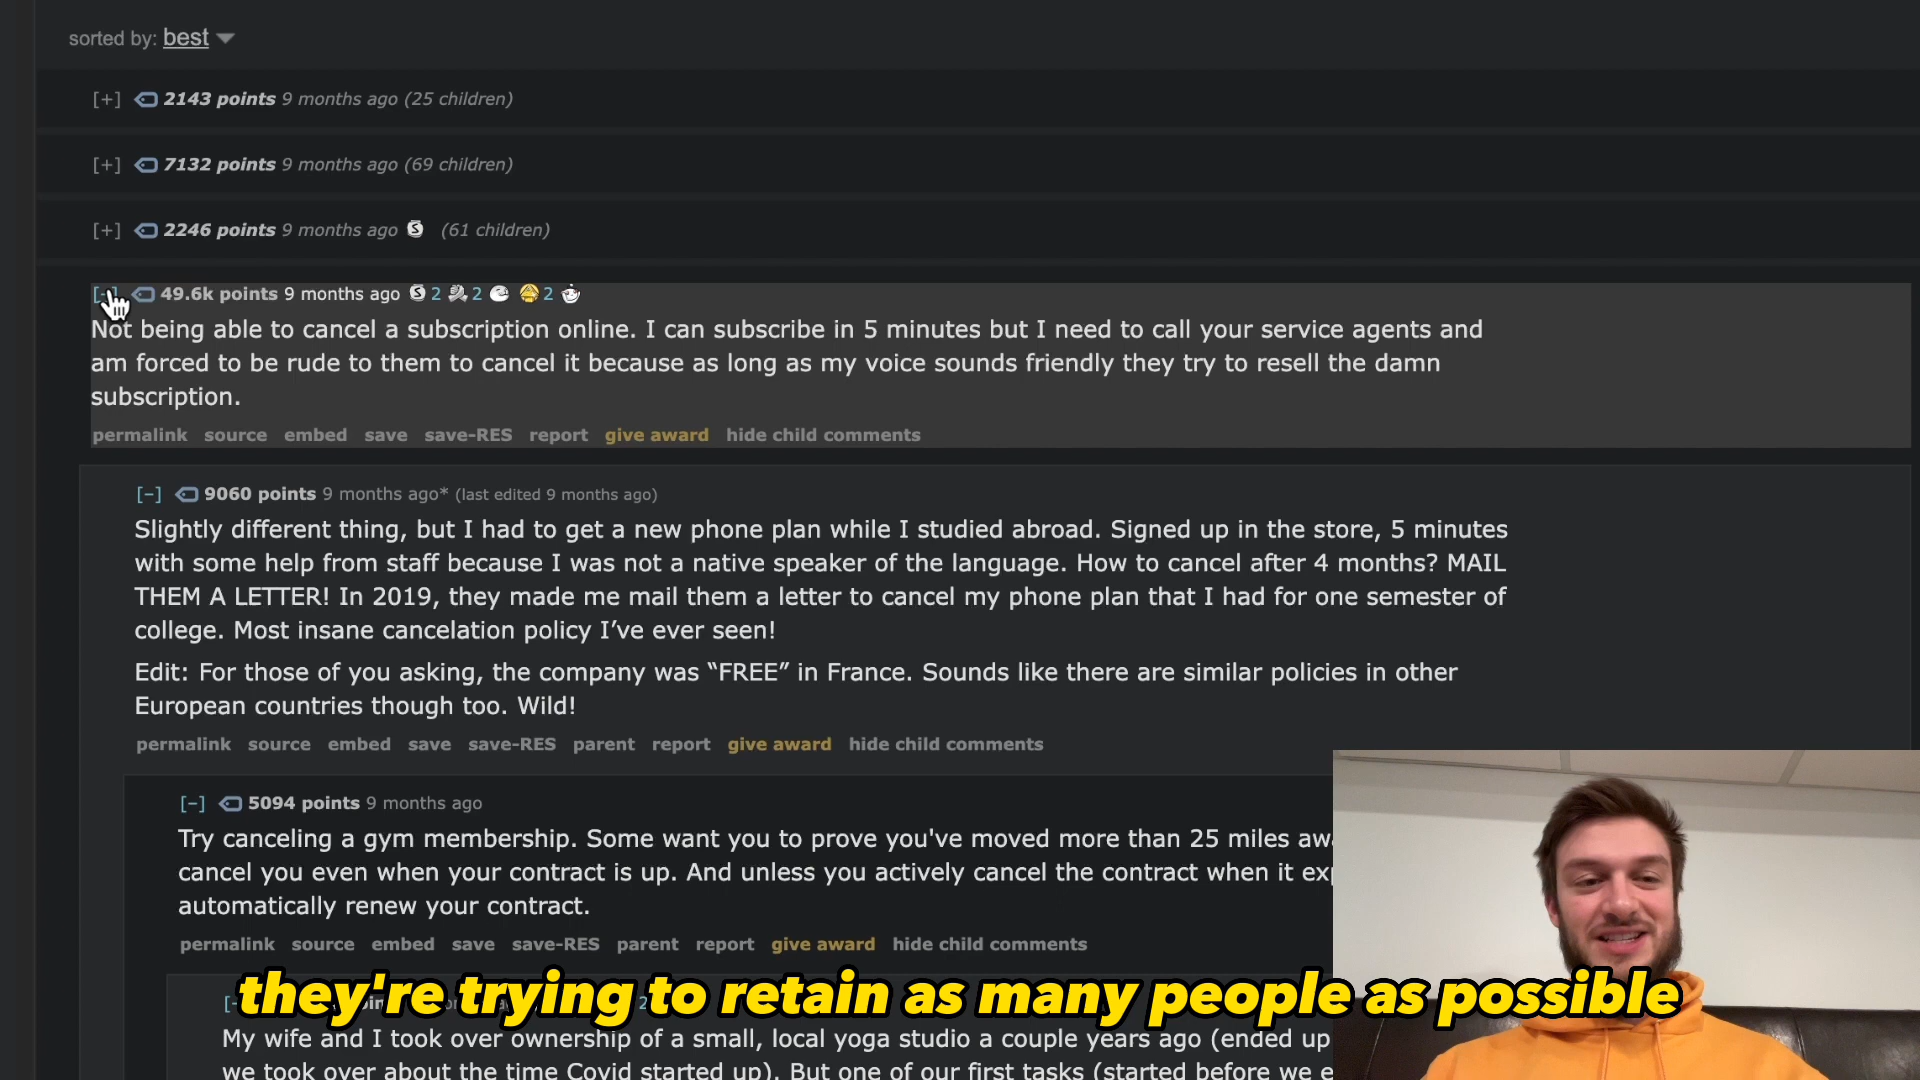 sorted by: best
[+] 2143 points 9 months ago (25 children)
[+] 7132 points 9 months ago (69 children)
[+] 2246 points 9 months ago (61 children)
[-] 49.6k points 9 months ago 2 2 2
Not being able to cancel a subscription online. I can subscribe in 5 minutes but I need to call your service agents and
am forced to be rude to them to cancel it because as long as my voice sounds friendly they try to resell the damn
subscription.
permalink source embed save save-RES report give award hide child comments
[-] 9060 points 9 months ago* (last edited 9 months ago)
Slightly different thing, but I had to get a new phone plan while I studied abroad. Signed up in the store, 5 minutes
with some help from staff because I was not a native speaker of the language. How to cancel after 4 months? MAIL
THEM A LETTER! In 2019, they made me mail them a letter to cancel my phone plan that I had for one semester of
college. Most insane cancelation policy I’ve ever seen!
Edit: For those of you asking, the company was “FREE” in France. Sounds like there are similar policies in other
European countries though too. Wild!
permalink source embed save save-RES parent report give award hide child comments
[-] 5094 points 9 months ago
Try canceling a gym membership. Some want you to prove you've moved more than 25 miles
cancel you even when your contract is up. And unless you actively cancel the contract when it
automatically renew your contract.
permalink source embed save save-RES parent report give award hide child comments
they're trying to retain as many people as possible
My wife and I took over ownership of a small, local yoga studio a couple years ago (ended up
we took over about the time Covid started up). But one of our first tasks (started before we